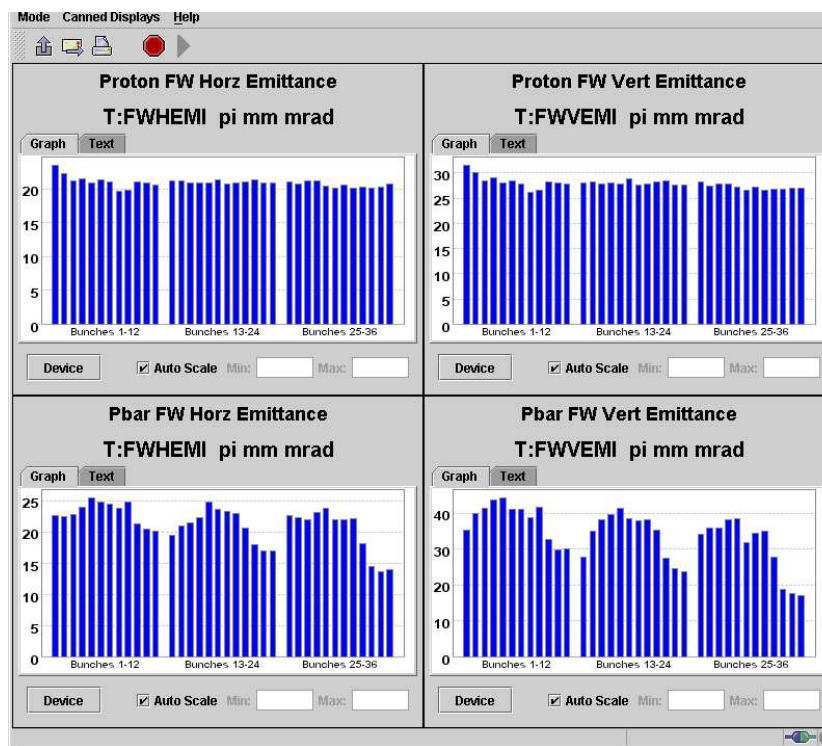 Mode Canned Displays Help
Proton FW Horz Emittance
T:FWHEMI pi mm mrad
Graph Text
20
15
10
5
0
Bunches 1-12 Bunches 13-24 Bunches 25-36
Device Auto Scale Min: Max:
Proton FW Vert Emittance
T:FWVEMI pi mm mrad
Graph Text
30
25
20
15
10
5
0
Bunches 1-12 Bunches 13-24 Bunches 25-36
Device Auto Scale Min: Max:
Pbar FW Horz Emittance
T:FWHEMI pi mm mrad
Graph Text
25
20
15
10
5
0
Bunches 1-12 Bunches 13-24 Bunches 25-36
Device Auto Scale Min: Max:
Pbar FW Vert Emittance
T:FWVEMI pi mm mrad
Graph Text
40
30
20
10
0
Bunches 1-12 Bunches 13-24 Bunches 25-36
Device Auto Scale Min: Max: